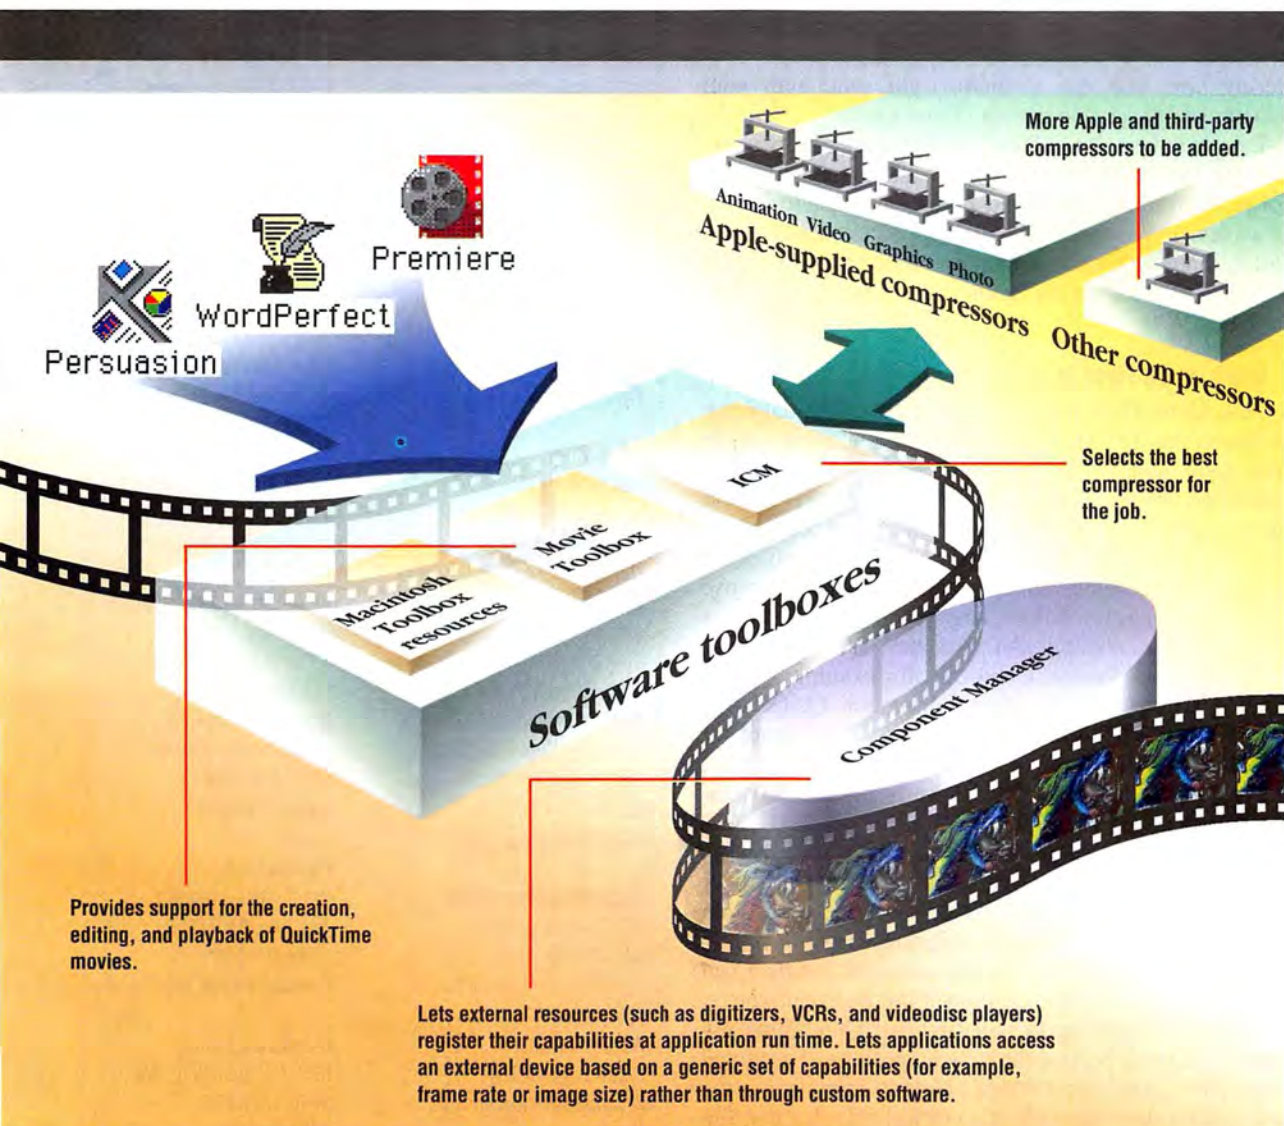 More Apple and third-party
compressors to be added.
Animation Video Graphics Photo
Apple-supplied compressors
Other compressors
Premiere
WordPerfect
Persuasion
ICM
Selects the best
compressor for
the job.
Movie
Toolbox
Macintosh
Toolbox
resources
Software toolboxes
Component Manager
Provides support for the creation,
editing, and playback of QuickTime
movies.
Lets external resources (such as digitizers, VCRs, and videodisc players)
register their capabilities at application run time. Lets applications access
an external device based on a generic set of capabilities (for example,
frame rate or image size) rather than through custom software.